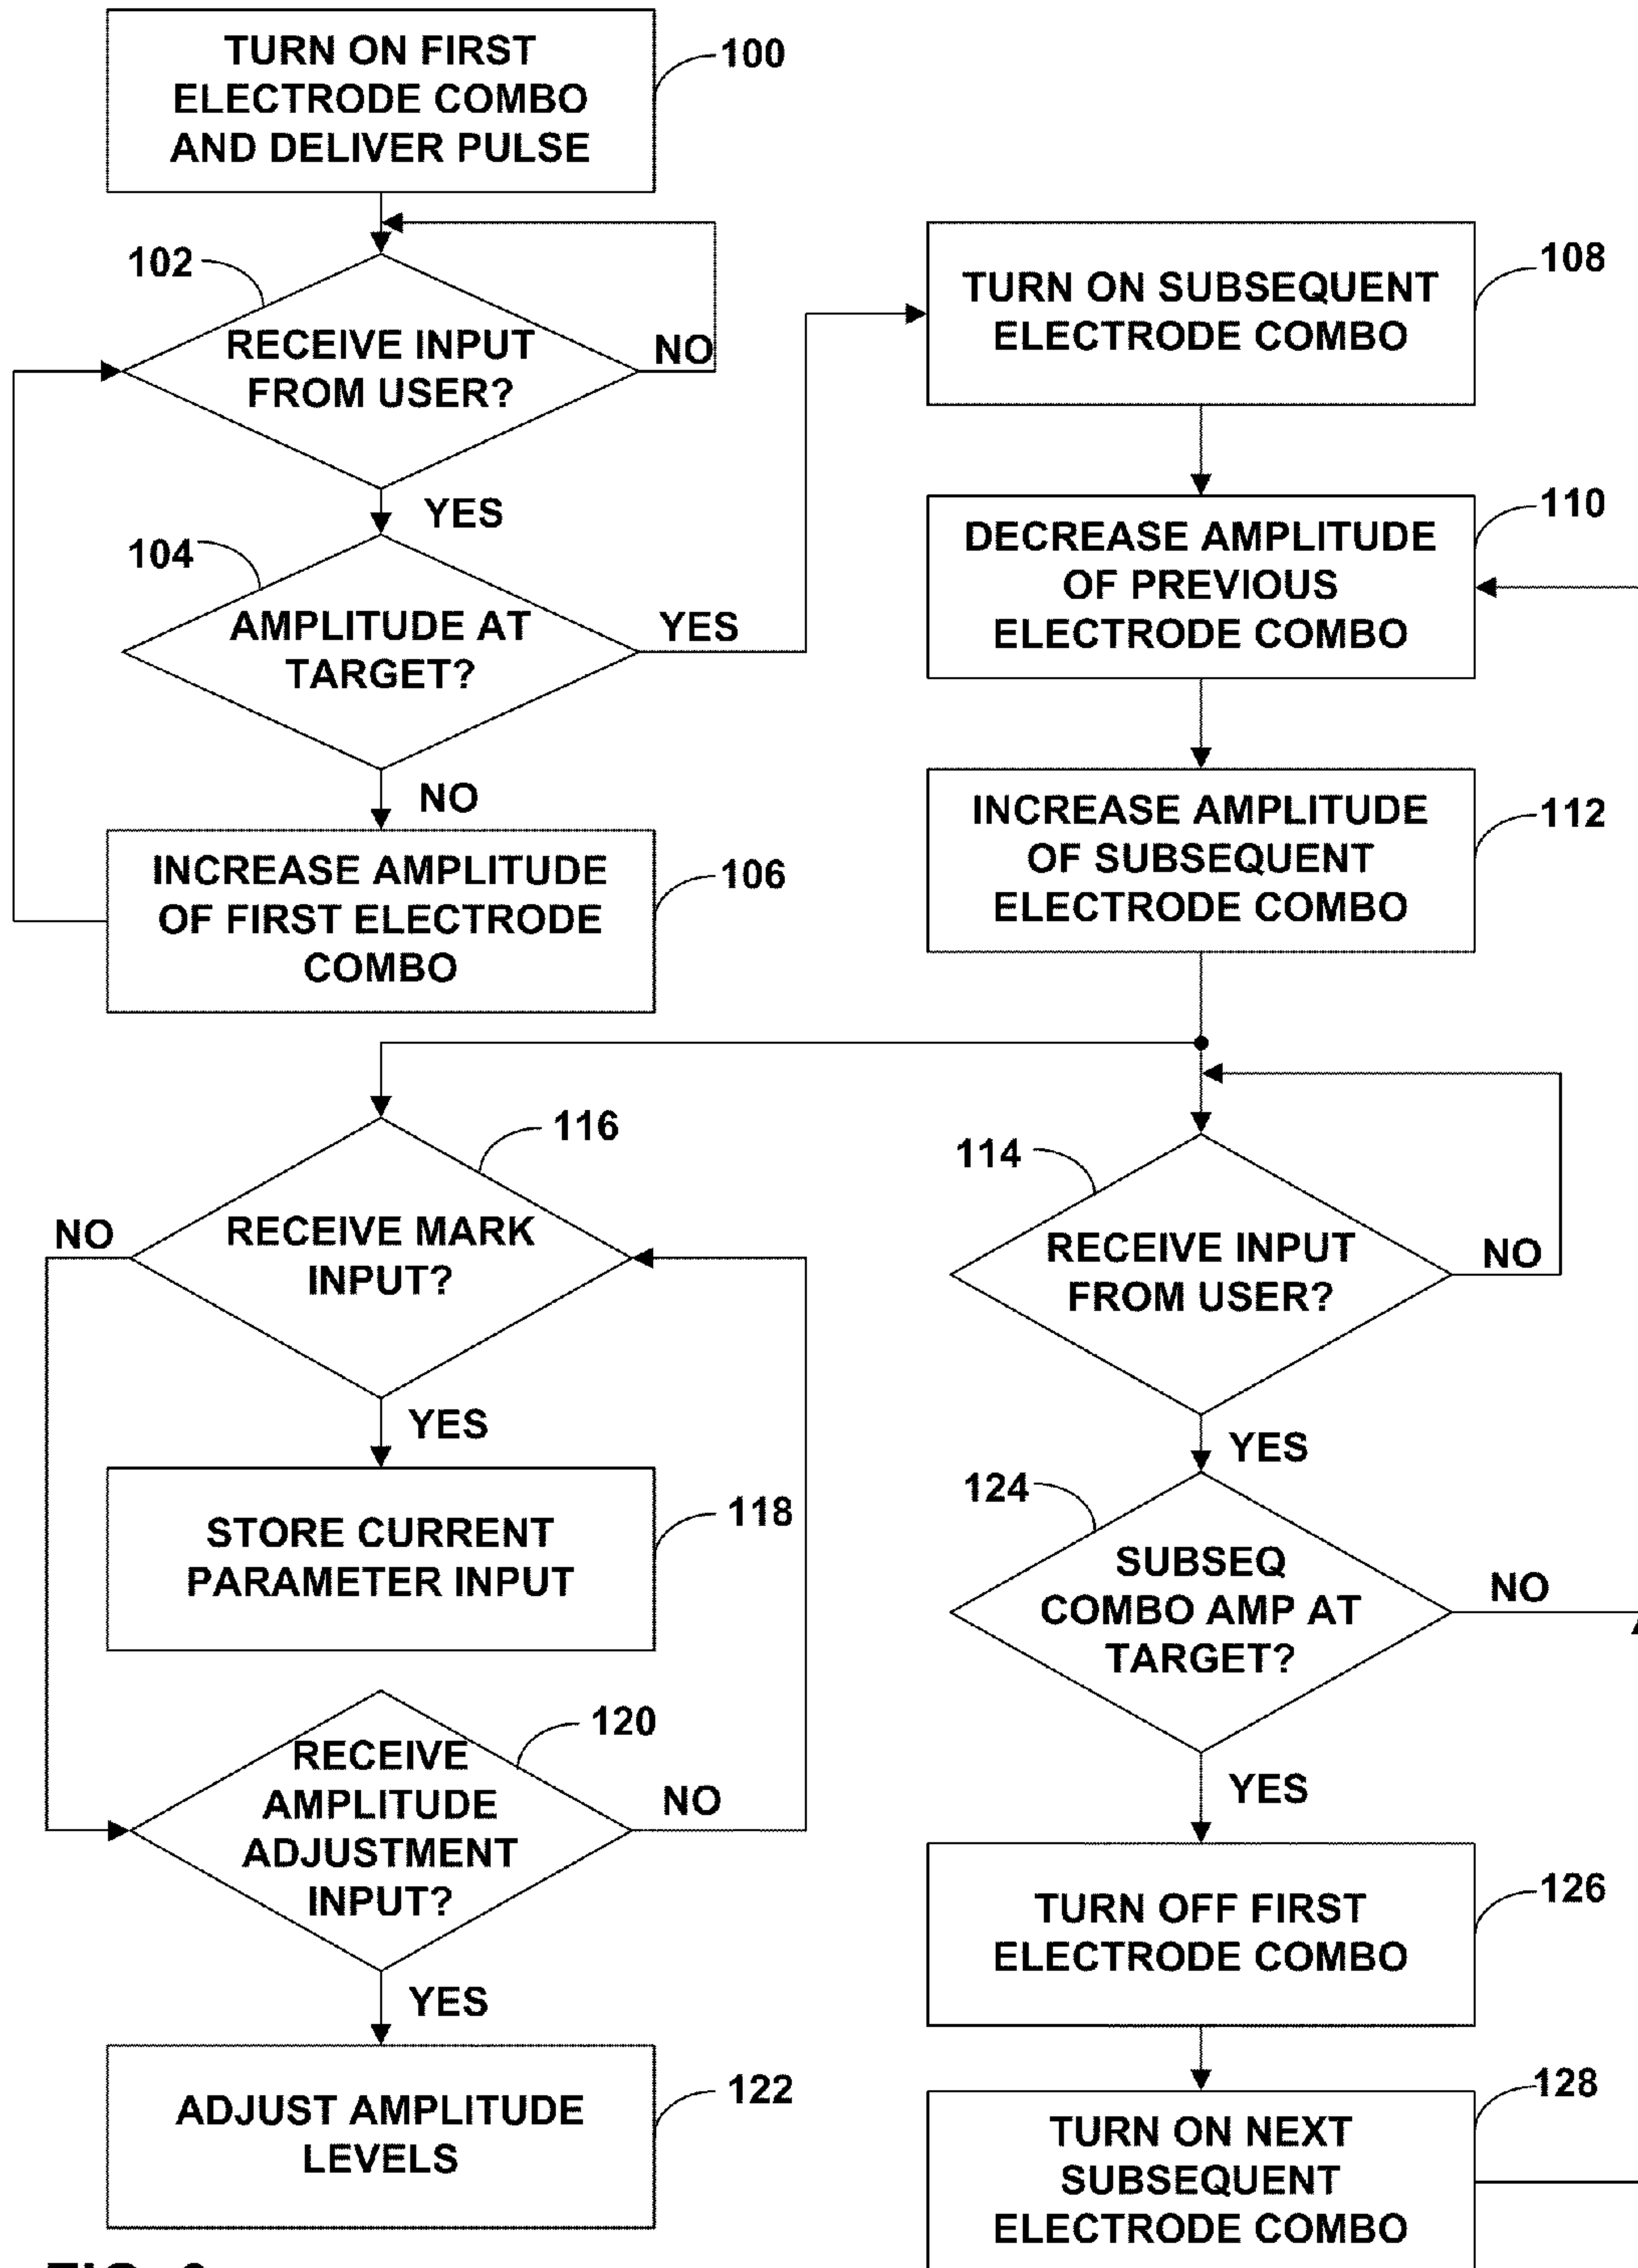 TURN ON FIRST
ELECTRODE COMBO
AND DELIVER PULSE
100
102
RECEIVE INPUT
FROM USER?
NO
YES
104
AMPLITUDE AT
TARGET?
YES
NO
INCREASE AMPLITUDE
OF FIRST ELECTRODE
COMBO
106
TURN ON SUBSEQUENT
ELECTRODE COMBO
108
DECREASE AMPLITUDE
OF PREVIOUS
ELECTRODE COMBO
110
INCREASE AMPLITUDE
OF SUBSEQUENT
ELECTRODE COMBO
112
116
RECEIVE MARK
INPUT?
NO
YES
STORE CURRENT
PARAMETER INPUT
118
120
RECEIVE
AMPLITUDE
ADJUSTMENT
INPUT?
NO
YES
ADJUST AMPLITUDE
LEVELS
122
114
RECEIVE INPUT
FROM USER?
NO
YES
124
SUBSEQ
COMBO AMP AT
TARGET?
NO
YES
TURN OFF FIRST
ELECTRODE COMBO
126
TURN ON NEXT
SUBSEQUENT
ELECTRODE COMBO
128